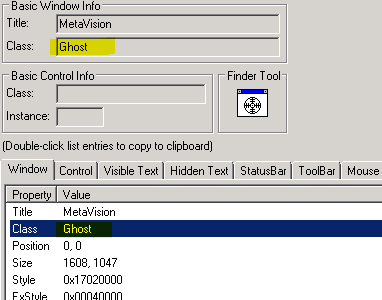 Basic Window Info
Title: MetaVision
Class: Ghost
Basic Control Info Finder Tool
Class:
Instance:
(Double-click list entries to copy to clipboard)
Window Control Visible Text Hidden Text StatusBar ToolBar Mouse
Property Value
Title MetaVision
Class Ghost
Position 0, 0
Size 1608, 1047
Style 0x17020000
ExStyle 0x00040000